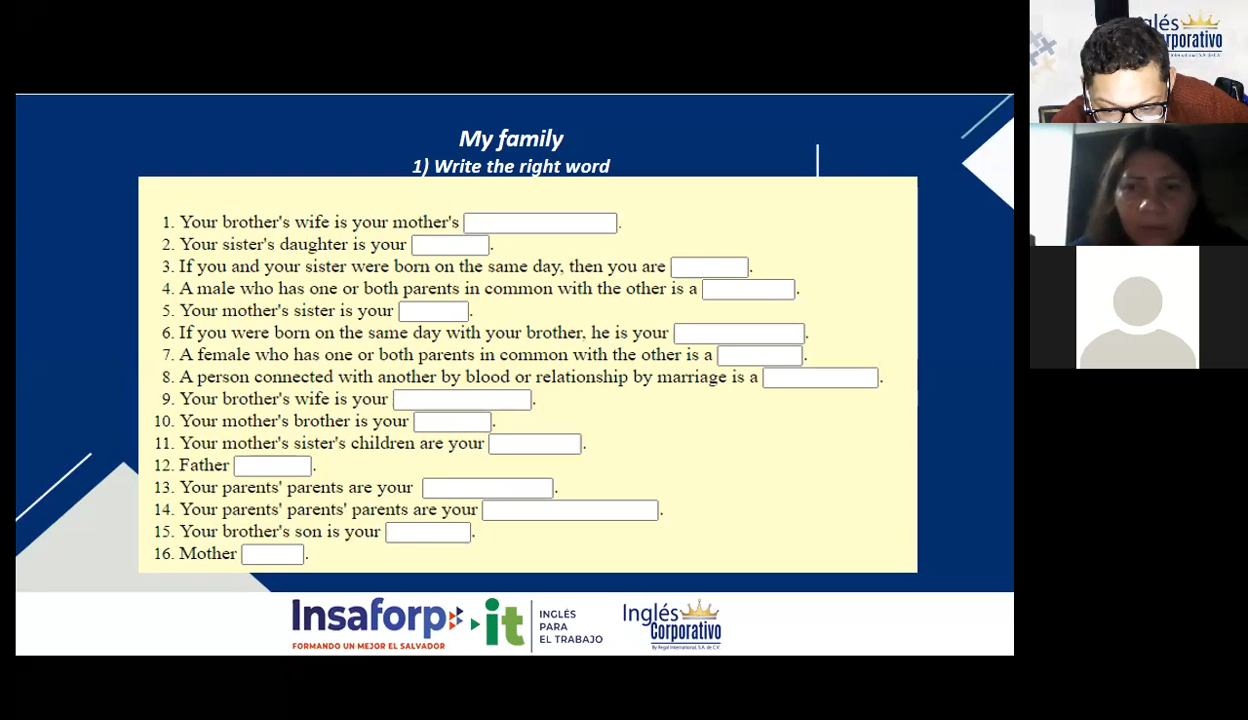 My family
1) Write the right word
1. Your brother's wife is your mother's .
2. Your sister's daughter is your .
3. If you and your sister were born on the same day, then you are .
4. A male who has one or both parents in common with the other is a .
5. Your mother's sister is your .
6. If you were born on the same day with your brother, he is your .
7. A female who has one or both parents in common with the other is a .
8. A person connected with another by blood or relationship by marriage is a .
9. Your brother's wife is your .
10. Your mother's brother is your .
11. Your mother's sister's children are your .
12. Father .
13. Your parents' parents are your .
14. Your parents' parents' parents are your .
15. Your brother's son is your .
16. Mother .
Insaforp
FORMANDO UN MEJOR EL SALVADOR
it
INGLÉS
PARA
EL TRABAJO
Inglés
Corporativo
By Regal International, S.A. de C.V.
glés
rporativo